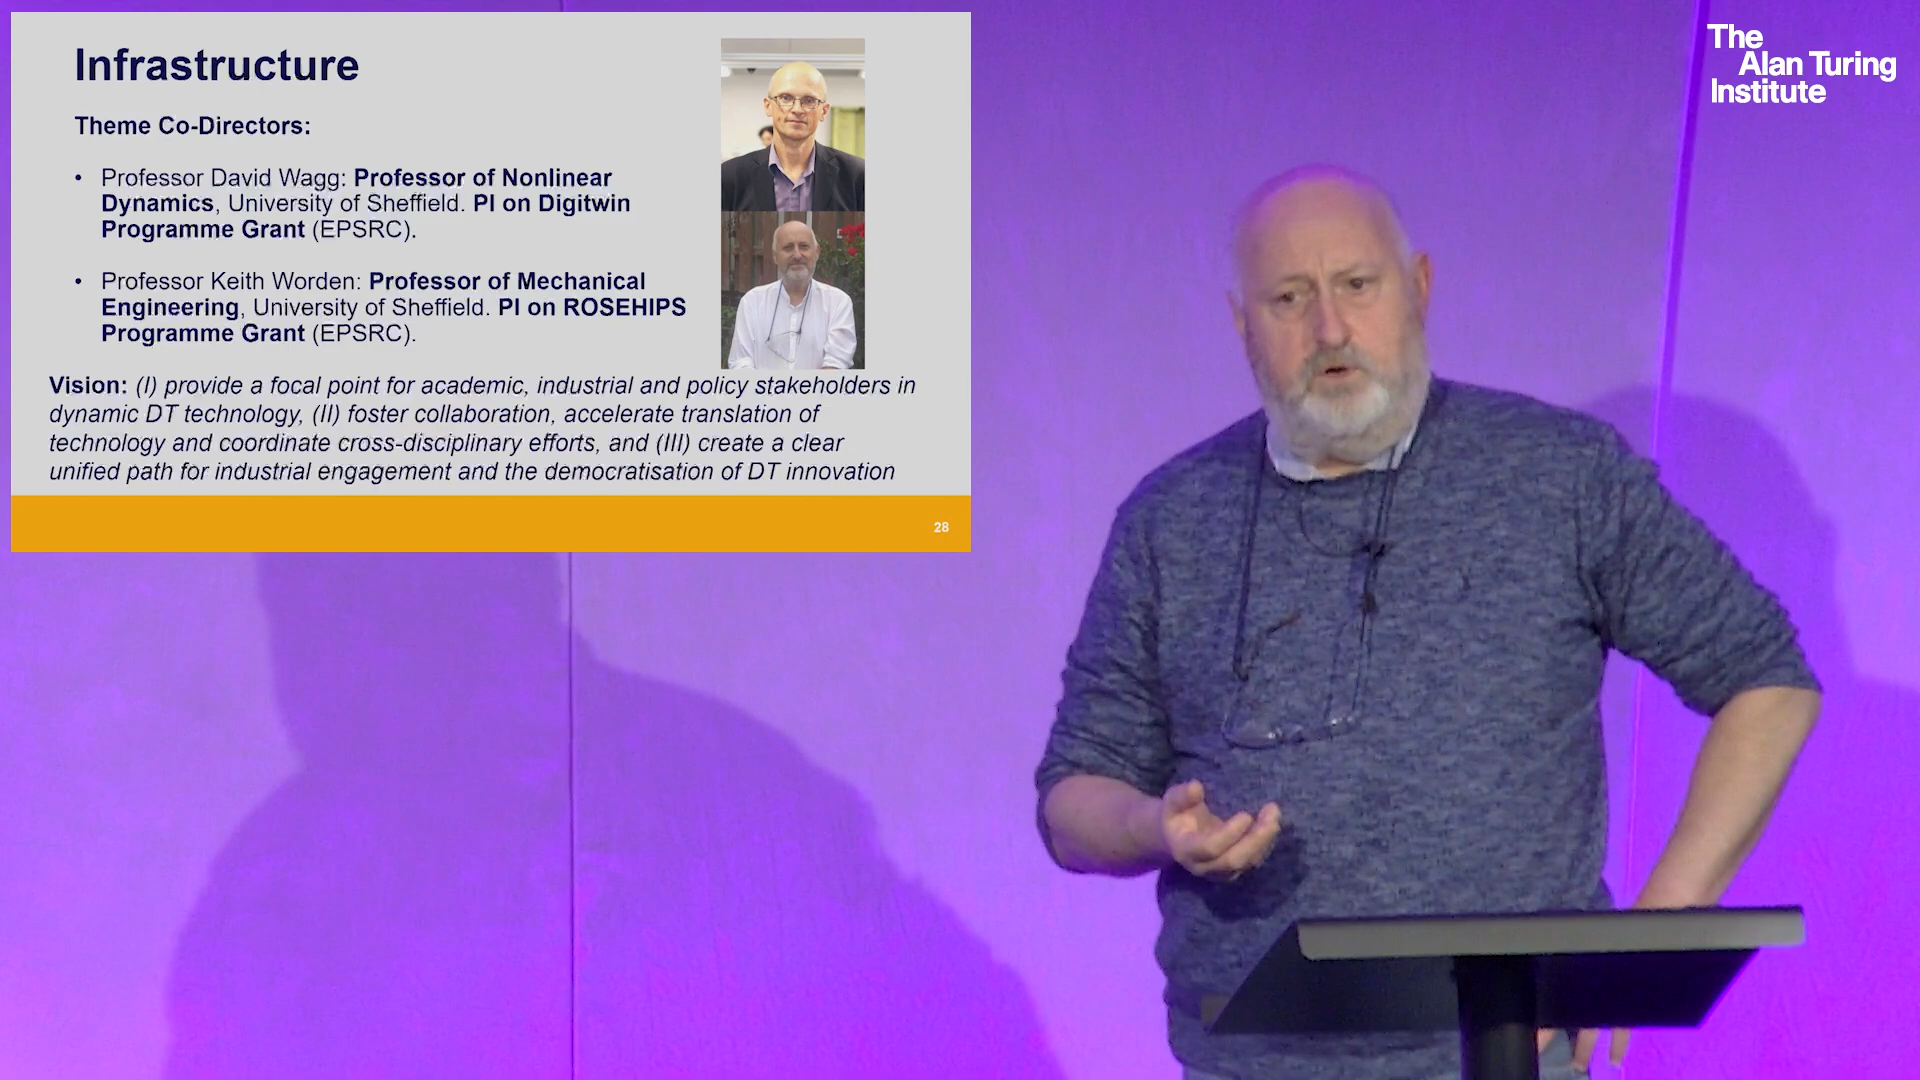 Infrastructure
Theme Co-Directors:
• Professor David Wagg: Professor of Nonlinear
Dynamics, University of Sheffield. PI on Digitwin
Programme Grant (EPSRC).
• Professor Keith Worden: Professor of Mechanical
Engineering, University of Sheffield. PI on ROSEHIPS
Programme Grant (EPSRC).
Vision: (I) provide a focal point for academic, industrial and policy stakeholders in
dynamic DT technology, (II) foster collaboration, accelerate translation of
technology and coordinate cross-disciplinary efforts, and (III) create a clear
unified path for industrial engagement and the democratisation of DT innovation
28
The
Alan Turing
Institute